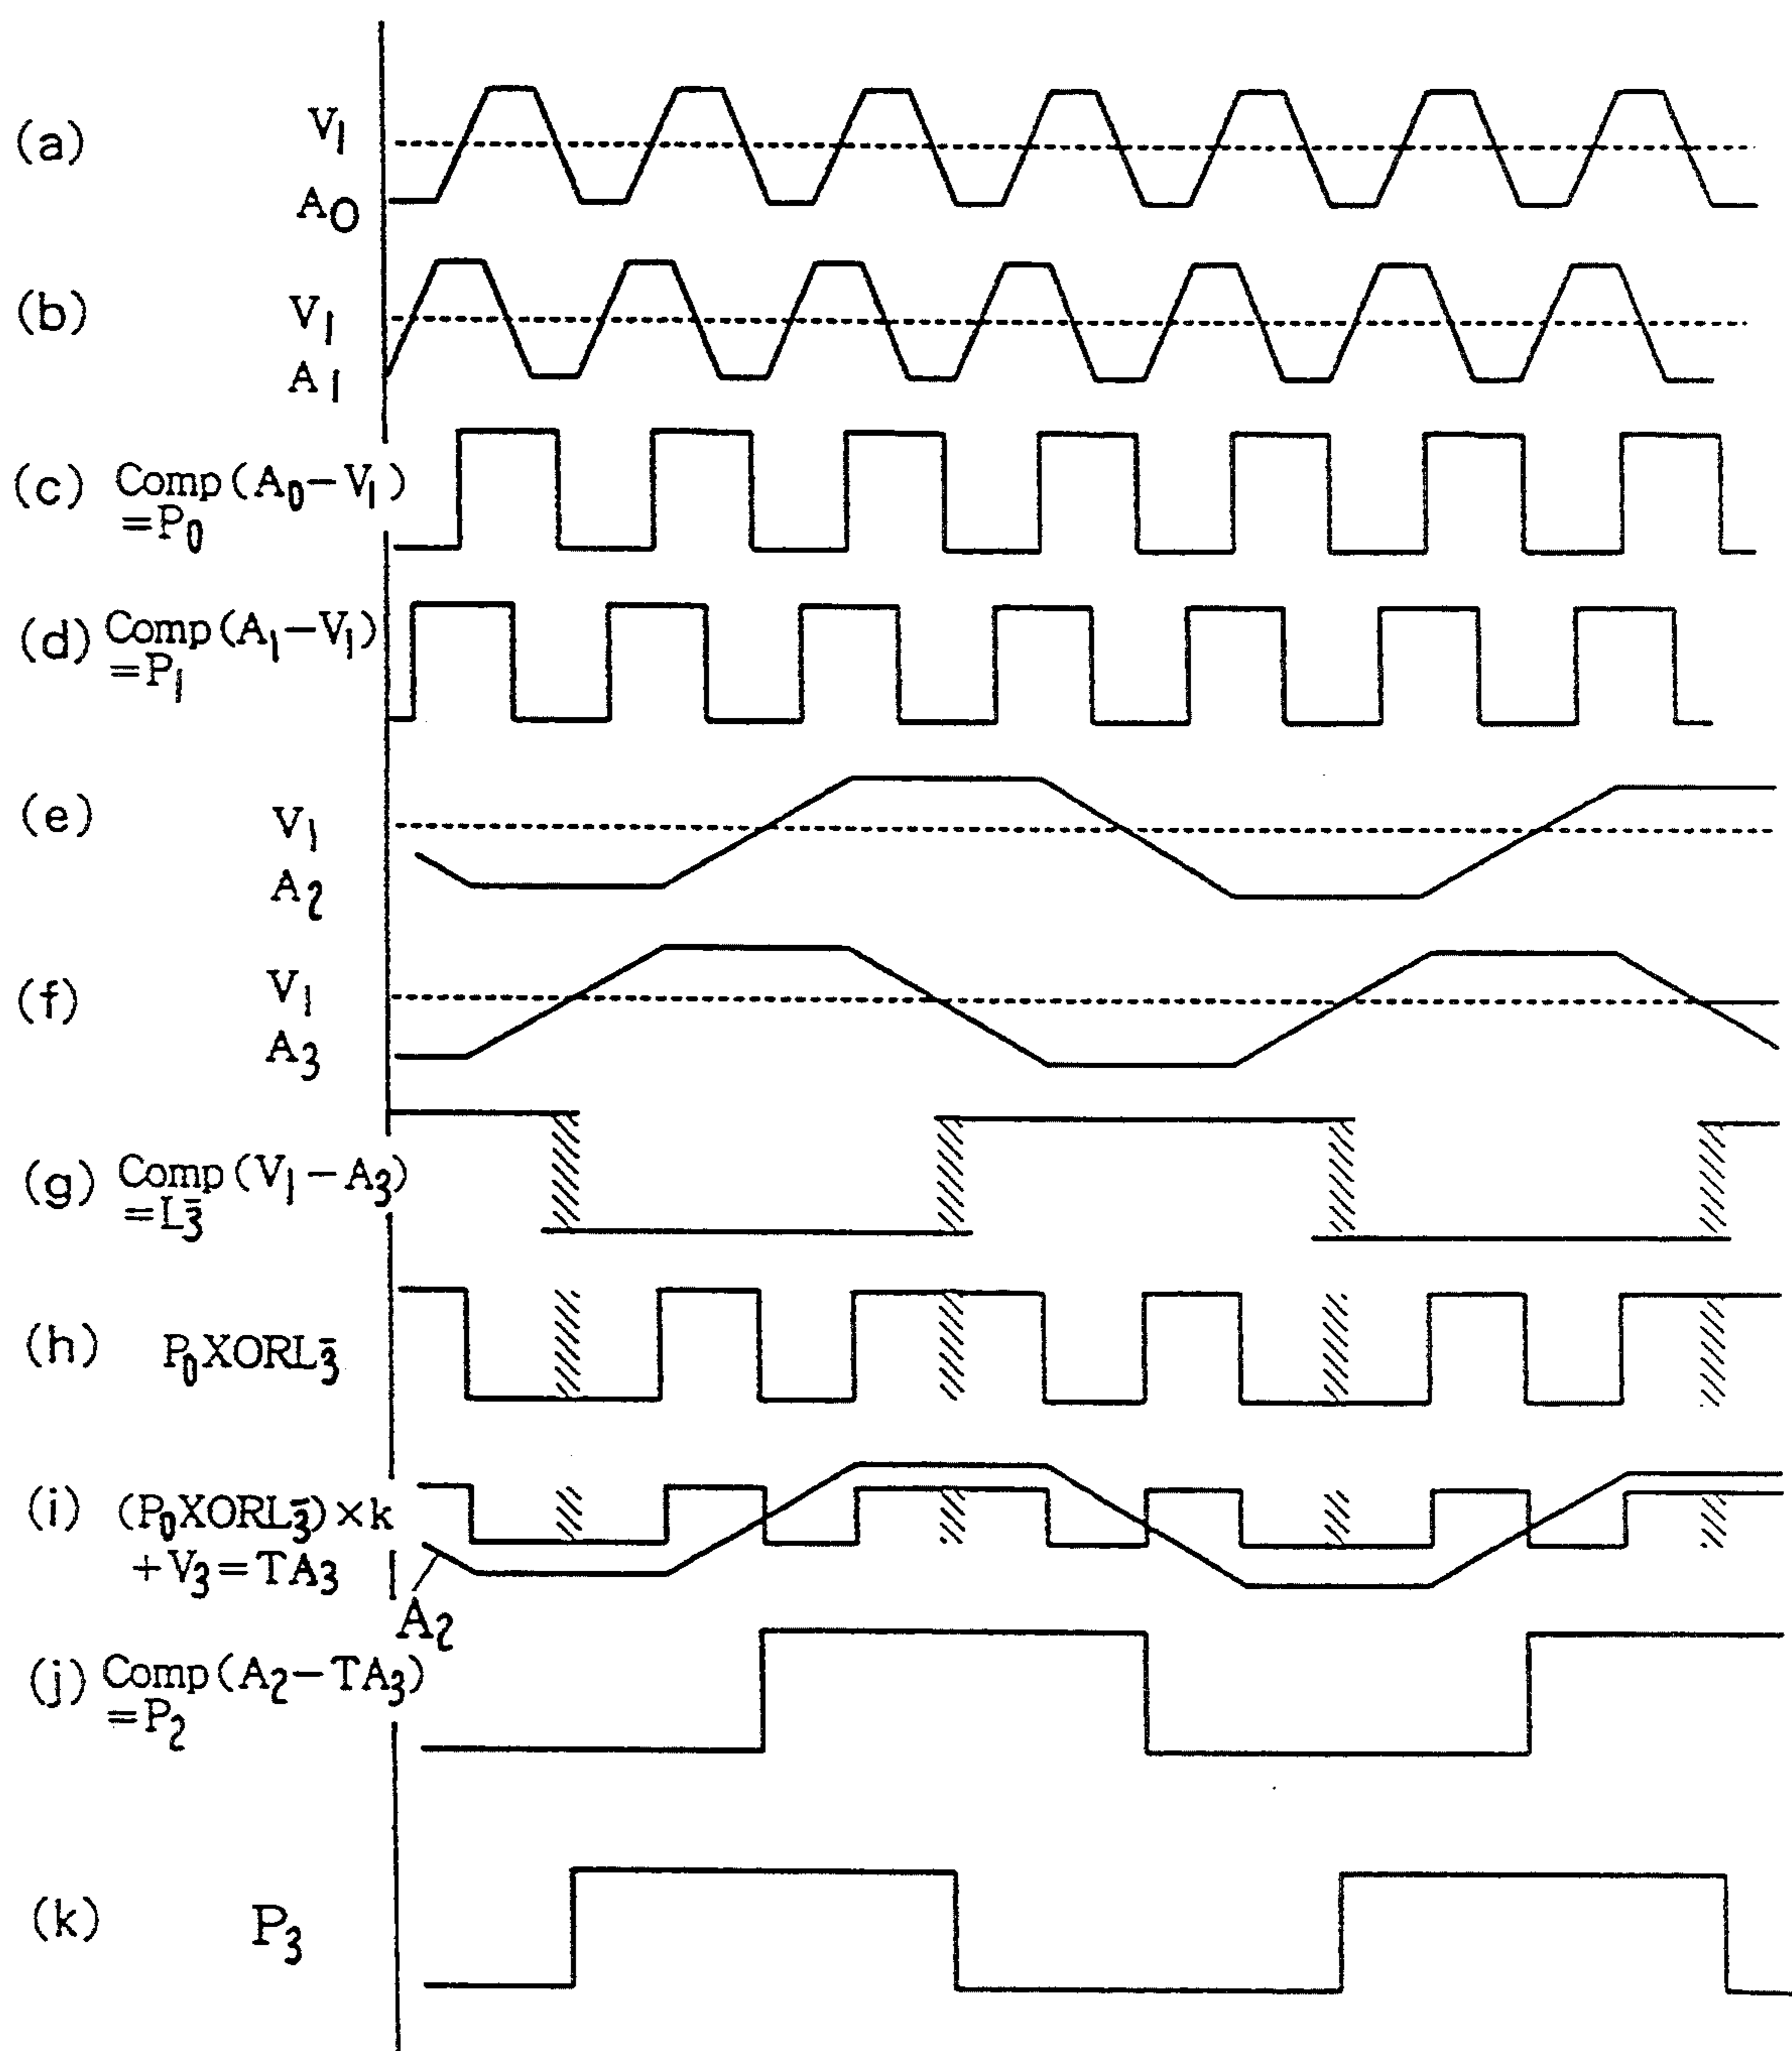 (a) V₁
A₀
(b) V₁
A₁
(c) Comp(A₀−V₁)
=P₀
(d) Comp(A₁−V₁)
=P₁
(e) V₁
A₂
(f) V₁
A₃
(g) Comp(V₁−A₃)
=L3̄
(h) P₀XORL3̄
(i) (P₀XORL3̄)×k
+V₃=TA₃
A₂
(j) Comp(A₂−TA₃)
=P₂
(k) P₃